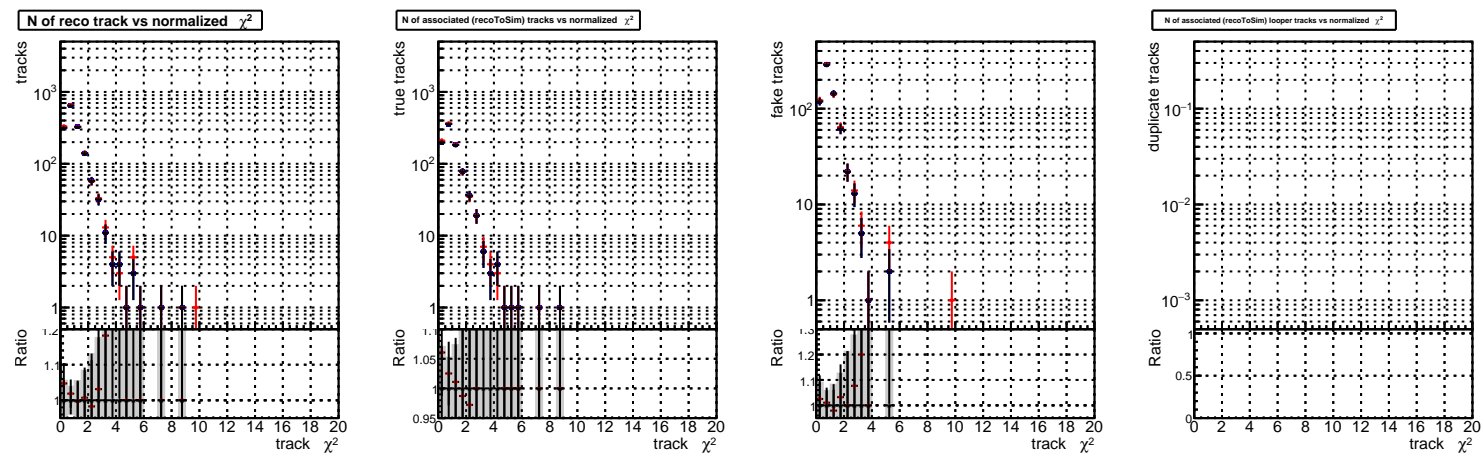 N of reco track vs normalized χ²
tracks
10³
10²
10
1
Ratio
1.2
1.1
1
0 2 4 6 8 10 12 14 16 18 20
track χ²
N of associated (recoToSim) tracks vs normalized χ²
true tracks
10³
10²
10
1
Ratio
1.1
1.05
1
0.95
0 2 4 6 8 10 12 14 16 18 20
track χ²
fake tracks
10²
10
1
Ratio
1.3
1.2
1.1
1
0 2 4 6 8 10 12 14 16 18 20
track χ²
N of associated (recoToSim) looper tracks vs normalized χ²
duplicate tracks
10⁻¹
10⁻²
10⁻³
Ratio
1
0.5
0
0 2 4 6 8 10 12 14 16 18 20
track χ²